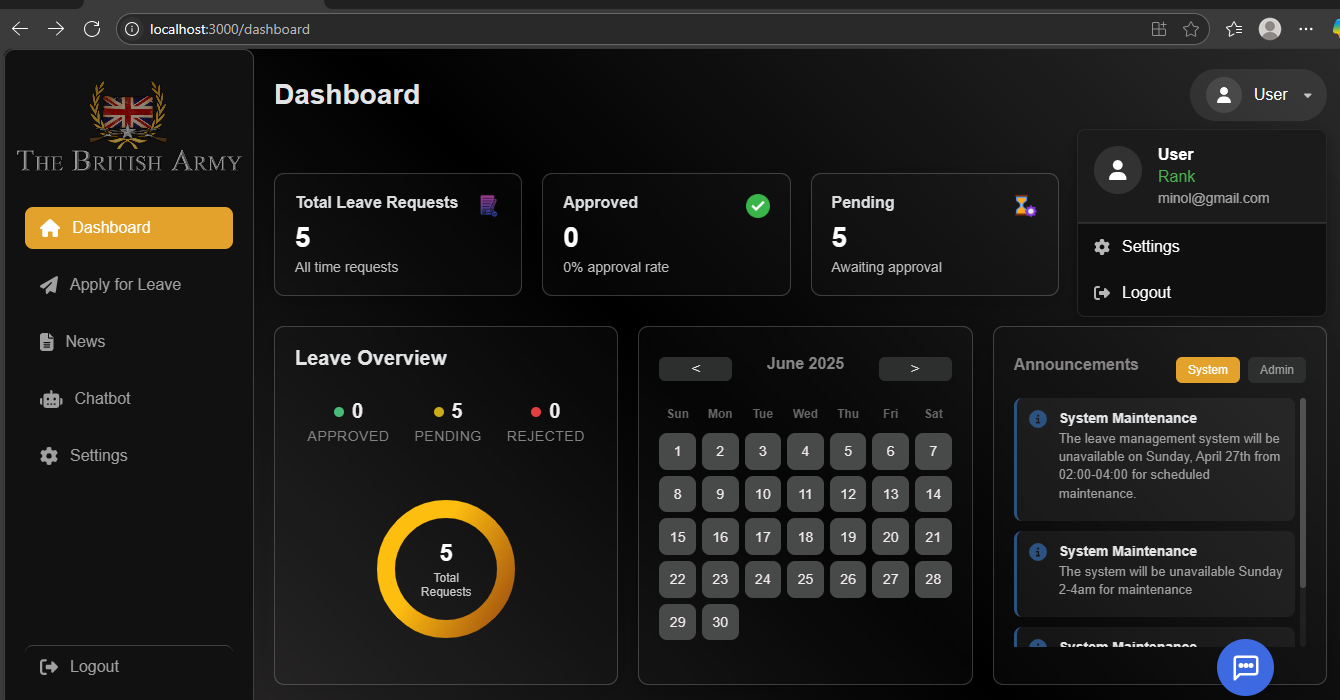 localhost:3000/dashboard
THE BRITISH ARMY
Dashboard
Apply for Leave
News
Chatbot
Settings
Logout
Dashboard
User
User
Rank
minol@gmail.com
Settings
Logout
Total Leave Requests
5
All time requests
Approved
0
0% approval rate
Pending
5
Awaiting approval
Leave Overview
0 5 0
APPROVED PENDING REJECTED
5
Total
Requests
< June 2025 >
Sun Mon Tue Wed Thu Fri Sat
1 2 3 4 5 6 7
8 9 10 11 12 13 14
15 16 17 18 19 20 21
22 23 24 25 26 27 28
29 30
Announcements System Admin
System Maintenance
The leave management system will be
unavailable on Sunday, April 27th from
02:00-04:00 for scheduled
maintenance.
System Maintenance
The system will be unavailable Sunday
2-4am for maintenance
System Maintenance